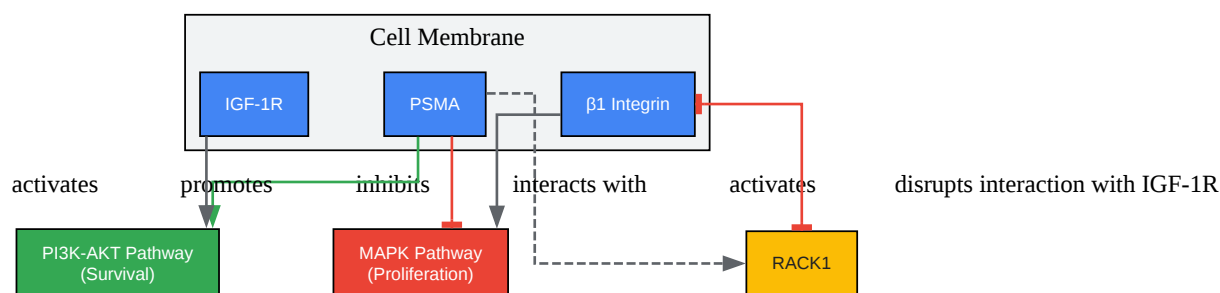 Cell Membrane
IGF-1R
PSMA
β1 Integrin
activates
promotes
inhibits
interacts with
activates
disrupts interaction with IGF-1R
PI3K-AKT Pathway
(Survival)
MAPK Pathway
(Proliferation)
RACK1